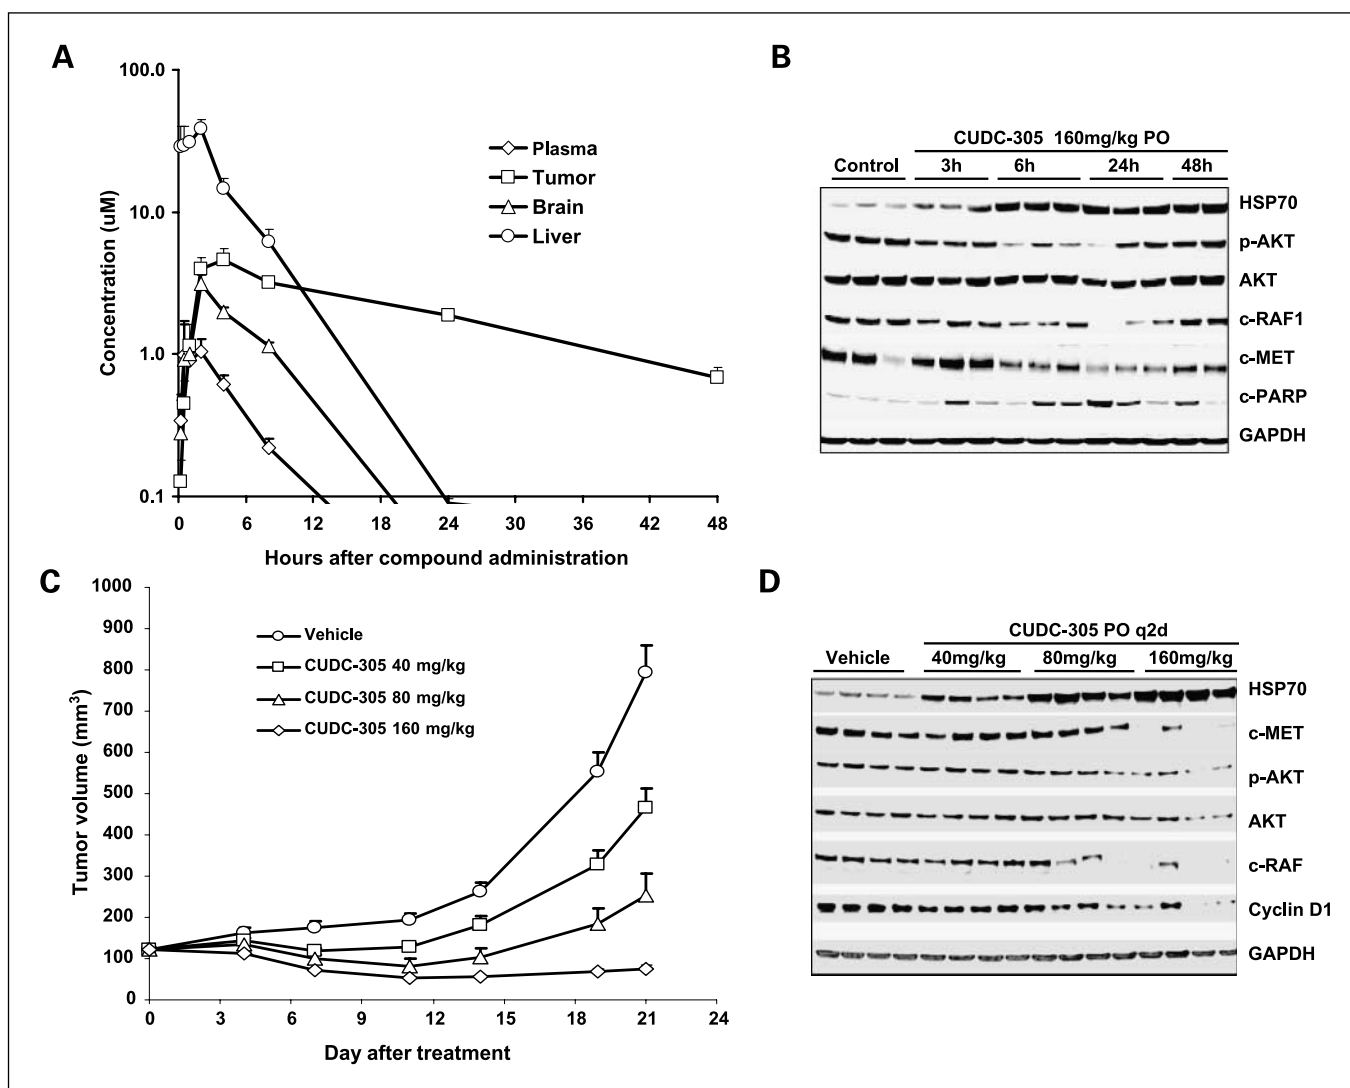 A
100.0
10.0
1.0
0.1
Concentration (uM)
Plasma
Tumor
Brain
Liver
0 6 12 18 24 30 36 42 48
Hours after compound administration
B
CUDC-305 160mg/kg PO
Control 3h 6h 24h 48h
HSP70
p-AKT
AKT
c-RAF1
c-MET
c-PARP
GAPDH
C
1000
900
800
700
600
500
400
300
200
100
0
Tumor volume (mm³)
Vehicle
CUDC-305 40 mg/kg
CUDC-305 80 mg/kg
CUDC-305 160 mg/kg
0 3 6 9 12 15 18 21 24
Day after treatment
D
CUDC-305 PO q2d
Vehicle 40mg/kg 80mg/kg 160mg/kg
HSP70
c-MET
p-AKT
AKT
c-RAF
Cyclin D1
GAPDH